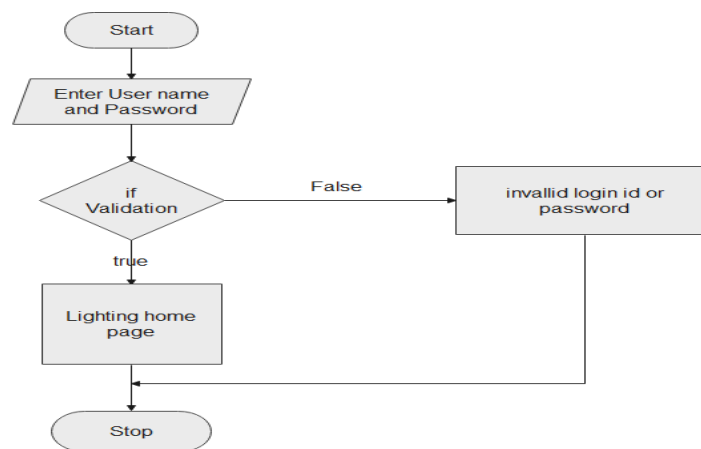 Start
Enter User name
and Password
if
Validation
False
invallid login id or
password
true
Lighting home
page
Stop